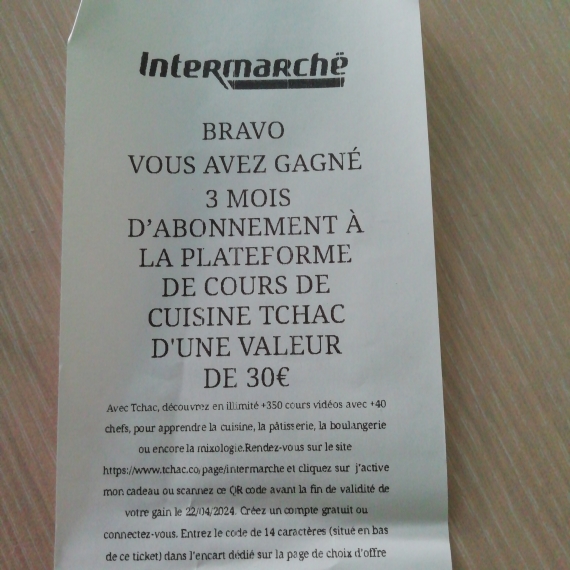 Intermarchë
BRAVO
VOUS AVEZ GAGNÉ
3 MOIS
D'ABONNEMENT À
LA PLATEFORME
DE COURS DE
CUISINE TCHAC
D'UNE VALEUR
DE 30€
Avec Tchac, découvrez en illimité +350 cours vidéos avec +40
chefs, pour apprendre la cuisine, la pâtisserie, la boulangerie
ou encore la mixologie.Rendez-vous sur le site
https://www.tchac.co/page/intermarche et cliquez sur j'active
mon cadeau ou scannez ce QR code avant la fin de validité de
votre gain le 22/04/2024. Créez un compte gratuit ou
connectez-vous. Entrez le code de 14 caractères (situé en bas
de ce ticket) dans l'encart dédié sur la page de choix d'offre